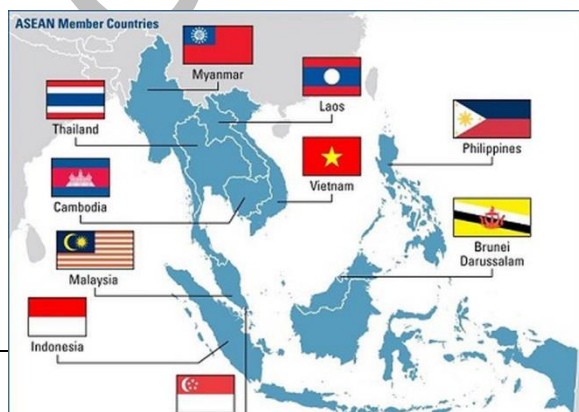 ASEAN Member Countries
Myanmar
Laos
Thailand
Philippines
Vietnam
Cambodia
Brunei
Darussalam
Malaysia
Indonesia